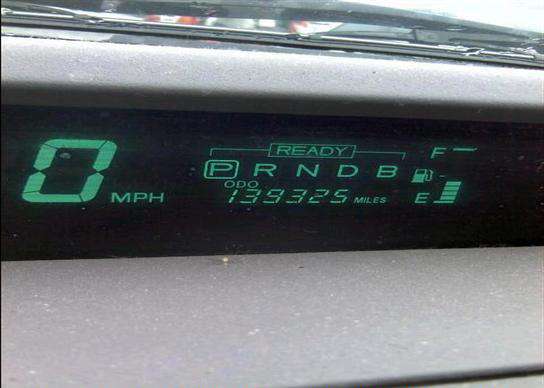 READY
F
P R N D B
ODO
0 MPH
139325 MILES
E